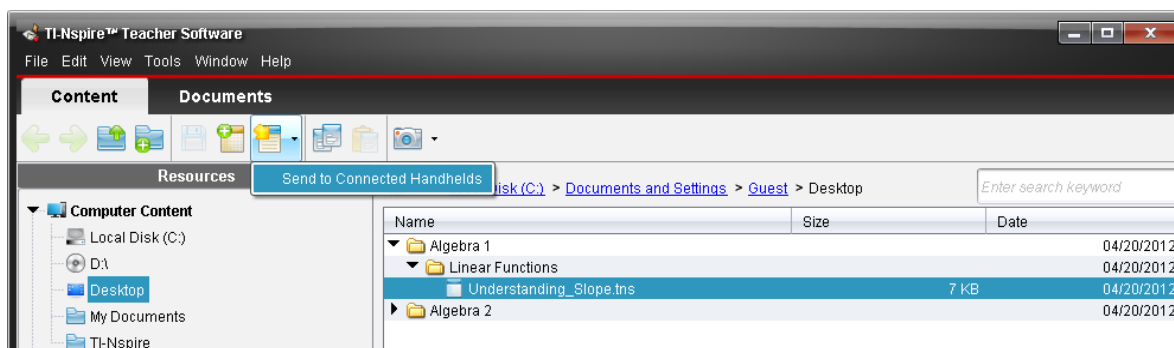 TI-Nspire™ Teacher Software
File Edit View Tools Window Help
Content Documents
Resources
Send to Connected Handhelds
isk (C:) > Documents and Settings > Guest > Desktop
Enter search keyword
Computer Content
Local Disk (C:)
D:\
Desktop
My Documents
TI-Nspire
Name Size Date
Algebra 1 04/20/2012
Linear Functions 04/20/2012
Understanding_Slope.tns 7 KB 04/20/2012
Algebra 2 04/20/2012